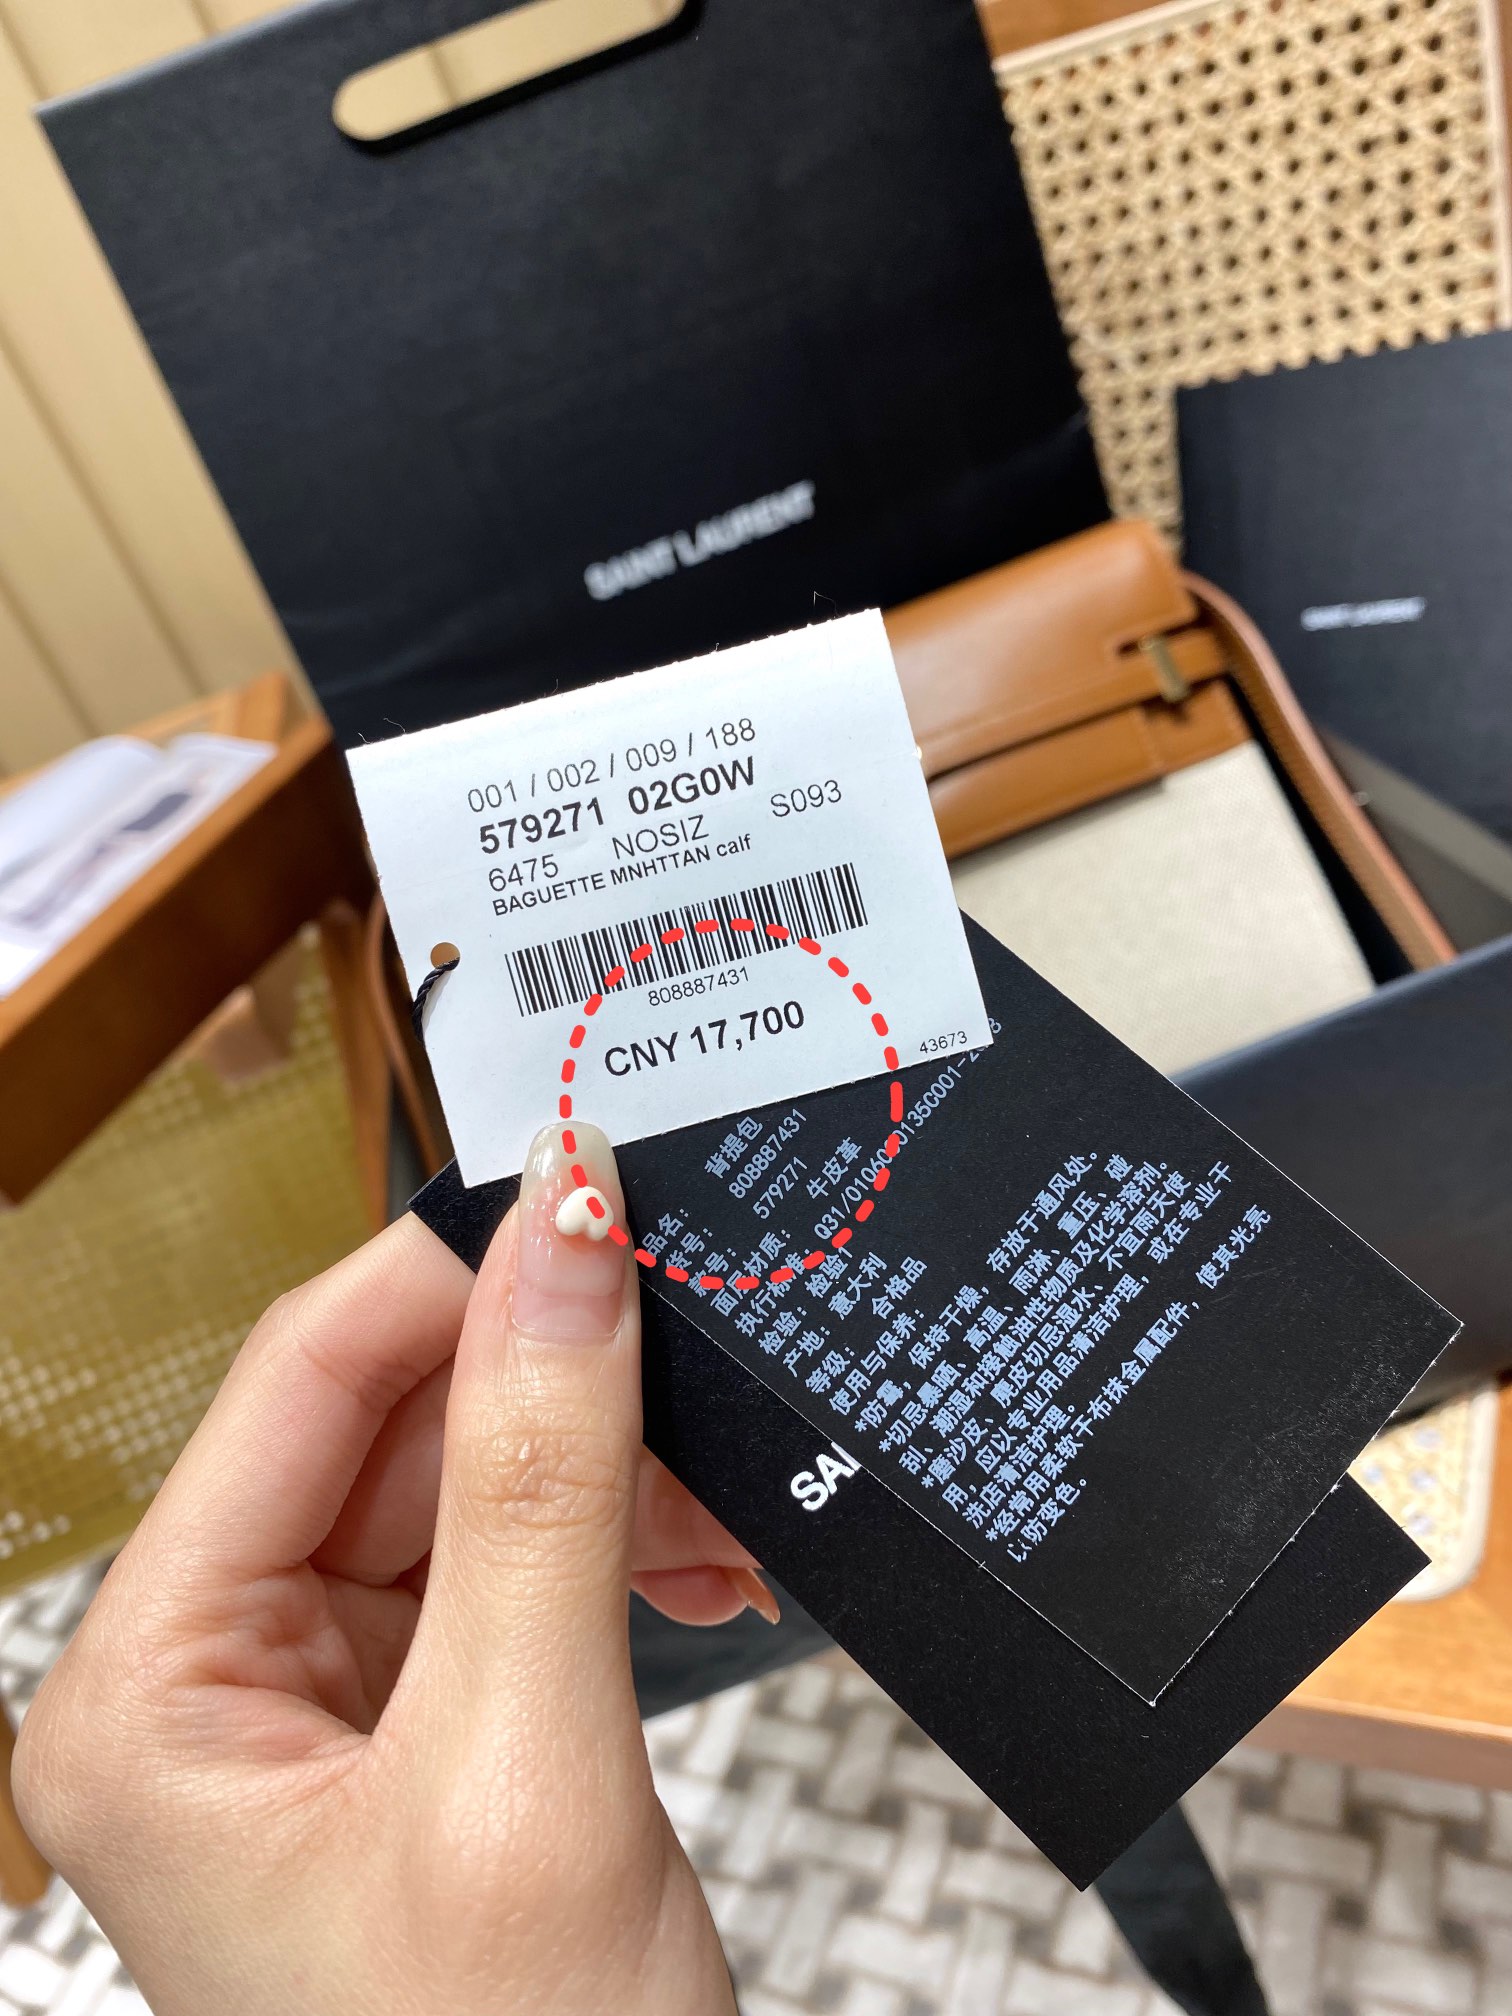 SAINT LAURENT
SAINT LAURENT
001 / 002 / 009 / 188
579271 02G0W
6475 NOSIZ S093
BAGUETTE MNHTTAN calf
808887431
CNY 17,700
43673
品名： 背提包
货号： 808887431
款号： 579271
面层材质： 牛皮革
执行标准：
检验： 检验1
产地： 意大利
等级： 合格品
使用与保养：
*防霉，保持干燥，存放于通风处。
*切忌暴晒、高温、雨淋、重压、碰
刮、潮湿和接触油性物质及化学溶剂。
*磨沙皮、麂皮切忌湿水、不宜雨天使
用，应以专业用品清洁护理，或在专业干
洗店清洁护理。
*经常用柔软干布抹金属配件，使其光亮
以防变色。
SAI